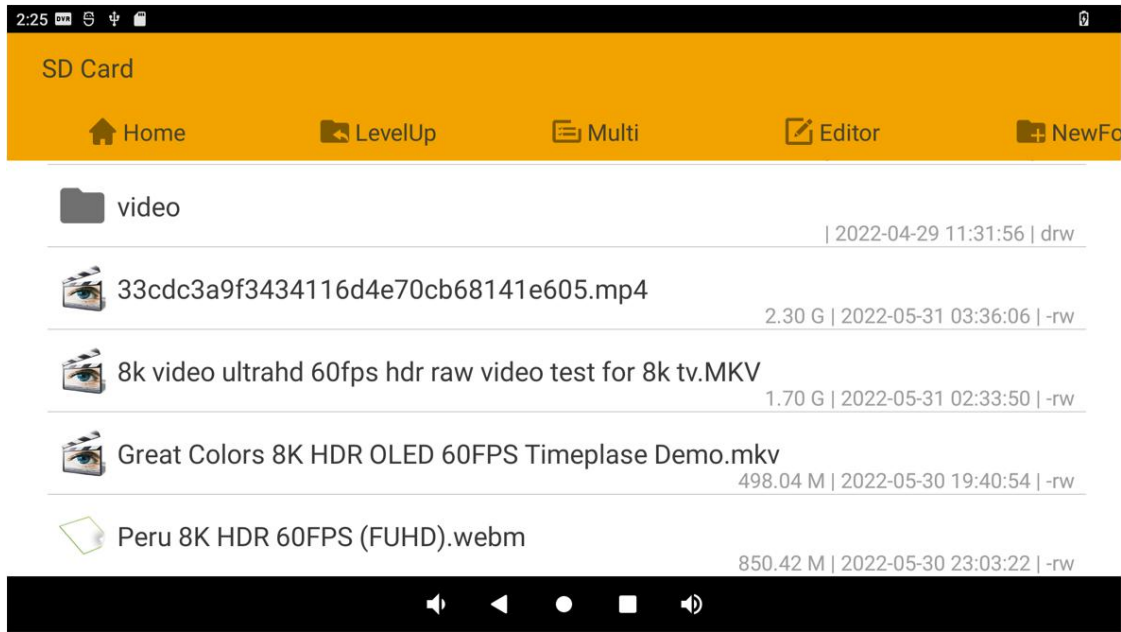 2:25 DVR
SD Card
Home LevelUp Multi Editor NewFo
video
| 2022-04-29 11:31:56 | drw
33cdc3a9f3434116d4e70cb68141e605.mp4
2.30 G | 2022-05-31 03:36:06 | -rw
8k video ultrahd 60fps hdr raw video test for 8k tv.MKV
1.70 G | 2022-05-31 02:33:50 | -rw
Great Colors 8K HDR OLED 60FPS Timeplase Demo.mkv
498.04 M | 2022-05-30 19:40:54 | -rw
Peru 8K HDR 60FPS (FUHD).webm
850.42 M | 2022-05-30 23:03:22 | -rw